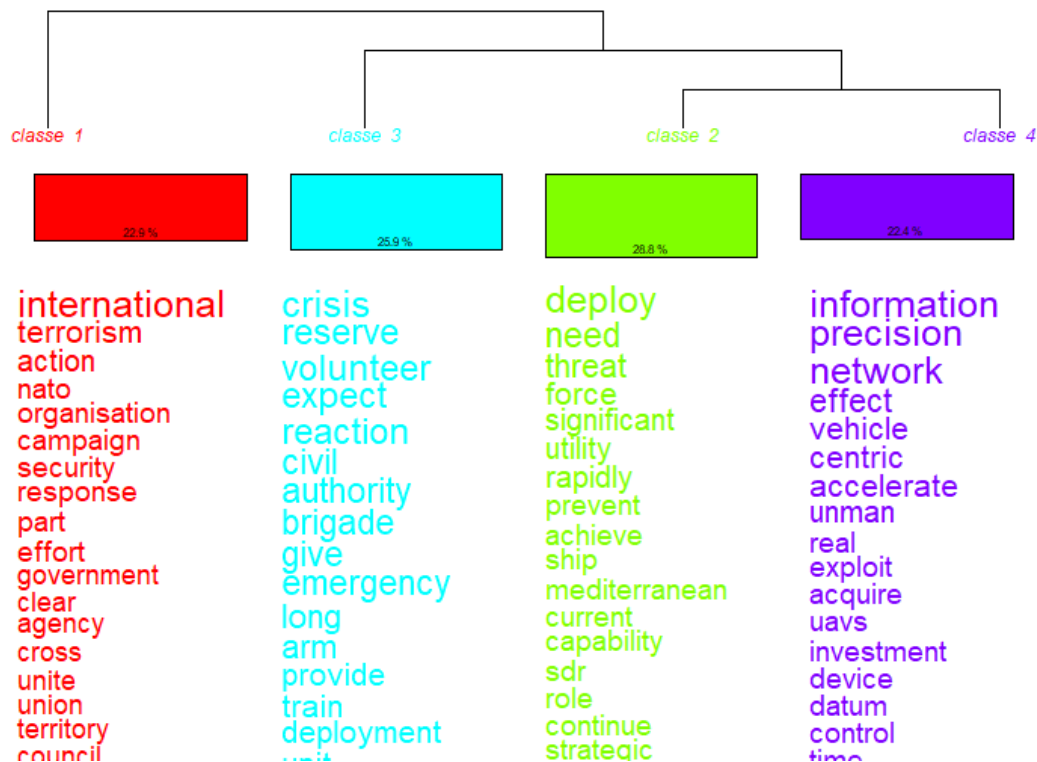 classe 1
classe 3
classe 2
classe 4
22.9 %
25.9 %
28.8 %
22.4 %
international
terrorism
action
nato
organisation
campaign
security
response
part
effort
government
clear
agency
cross
unite
union
territory
council
crisis
reserve
volunteer
expect
reaction
civil
authority
brigade
give
emergency
long
arm
provide
train
deployment
unit
deploy
need
threat
force
significant
utility
rapidly
prevent
achieve
ship
mediterranean
current
capability
sdr
role
continue
strategic
information
precision
network
effect
vehicle
centric
accelerate
unman
real
exploit
acquire
uavs
investment
device
datum
control
time